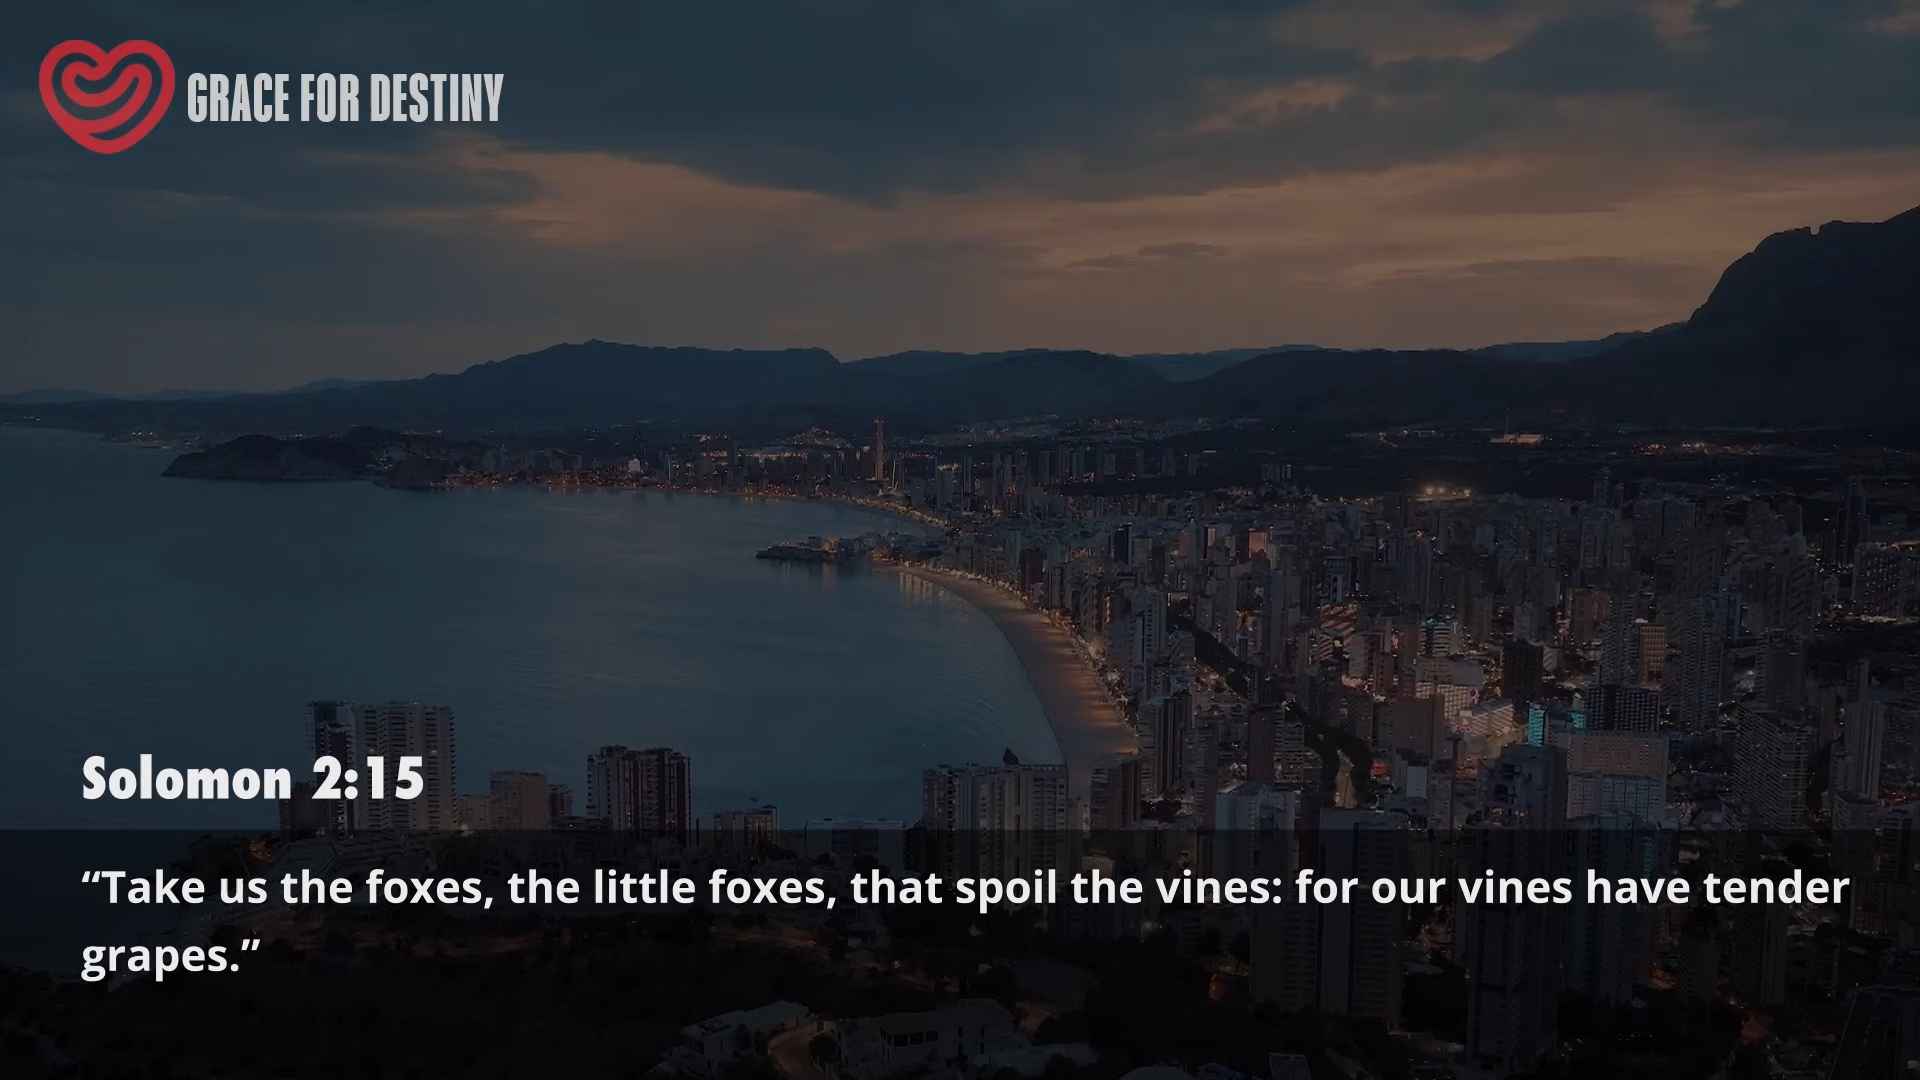 GRACE FOR DESTINY
Solomon 2:15
“Take us the foxes, the little foxes, that spoil the vines: for our vines have tender
grapes.”